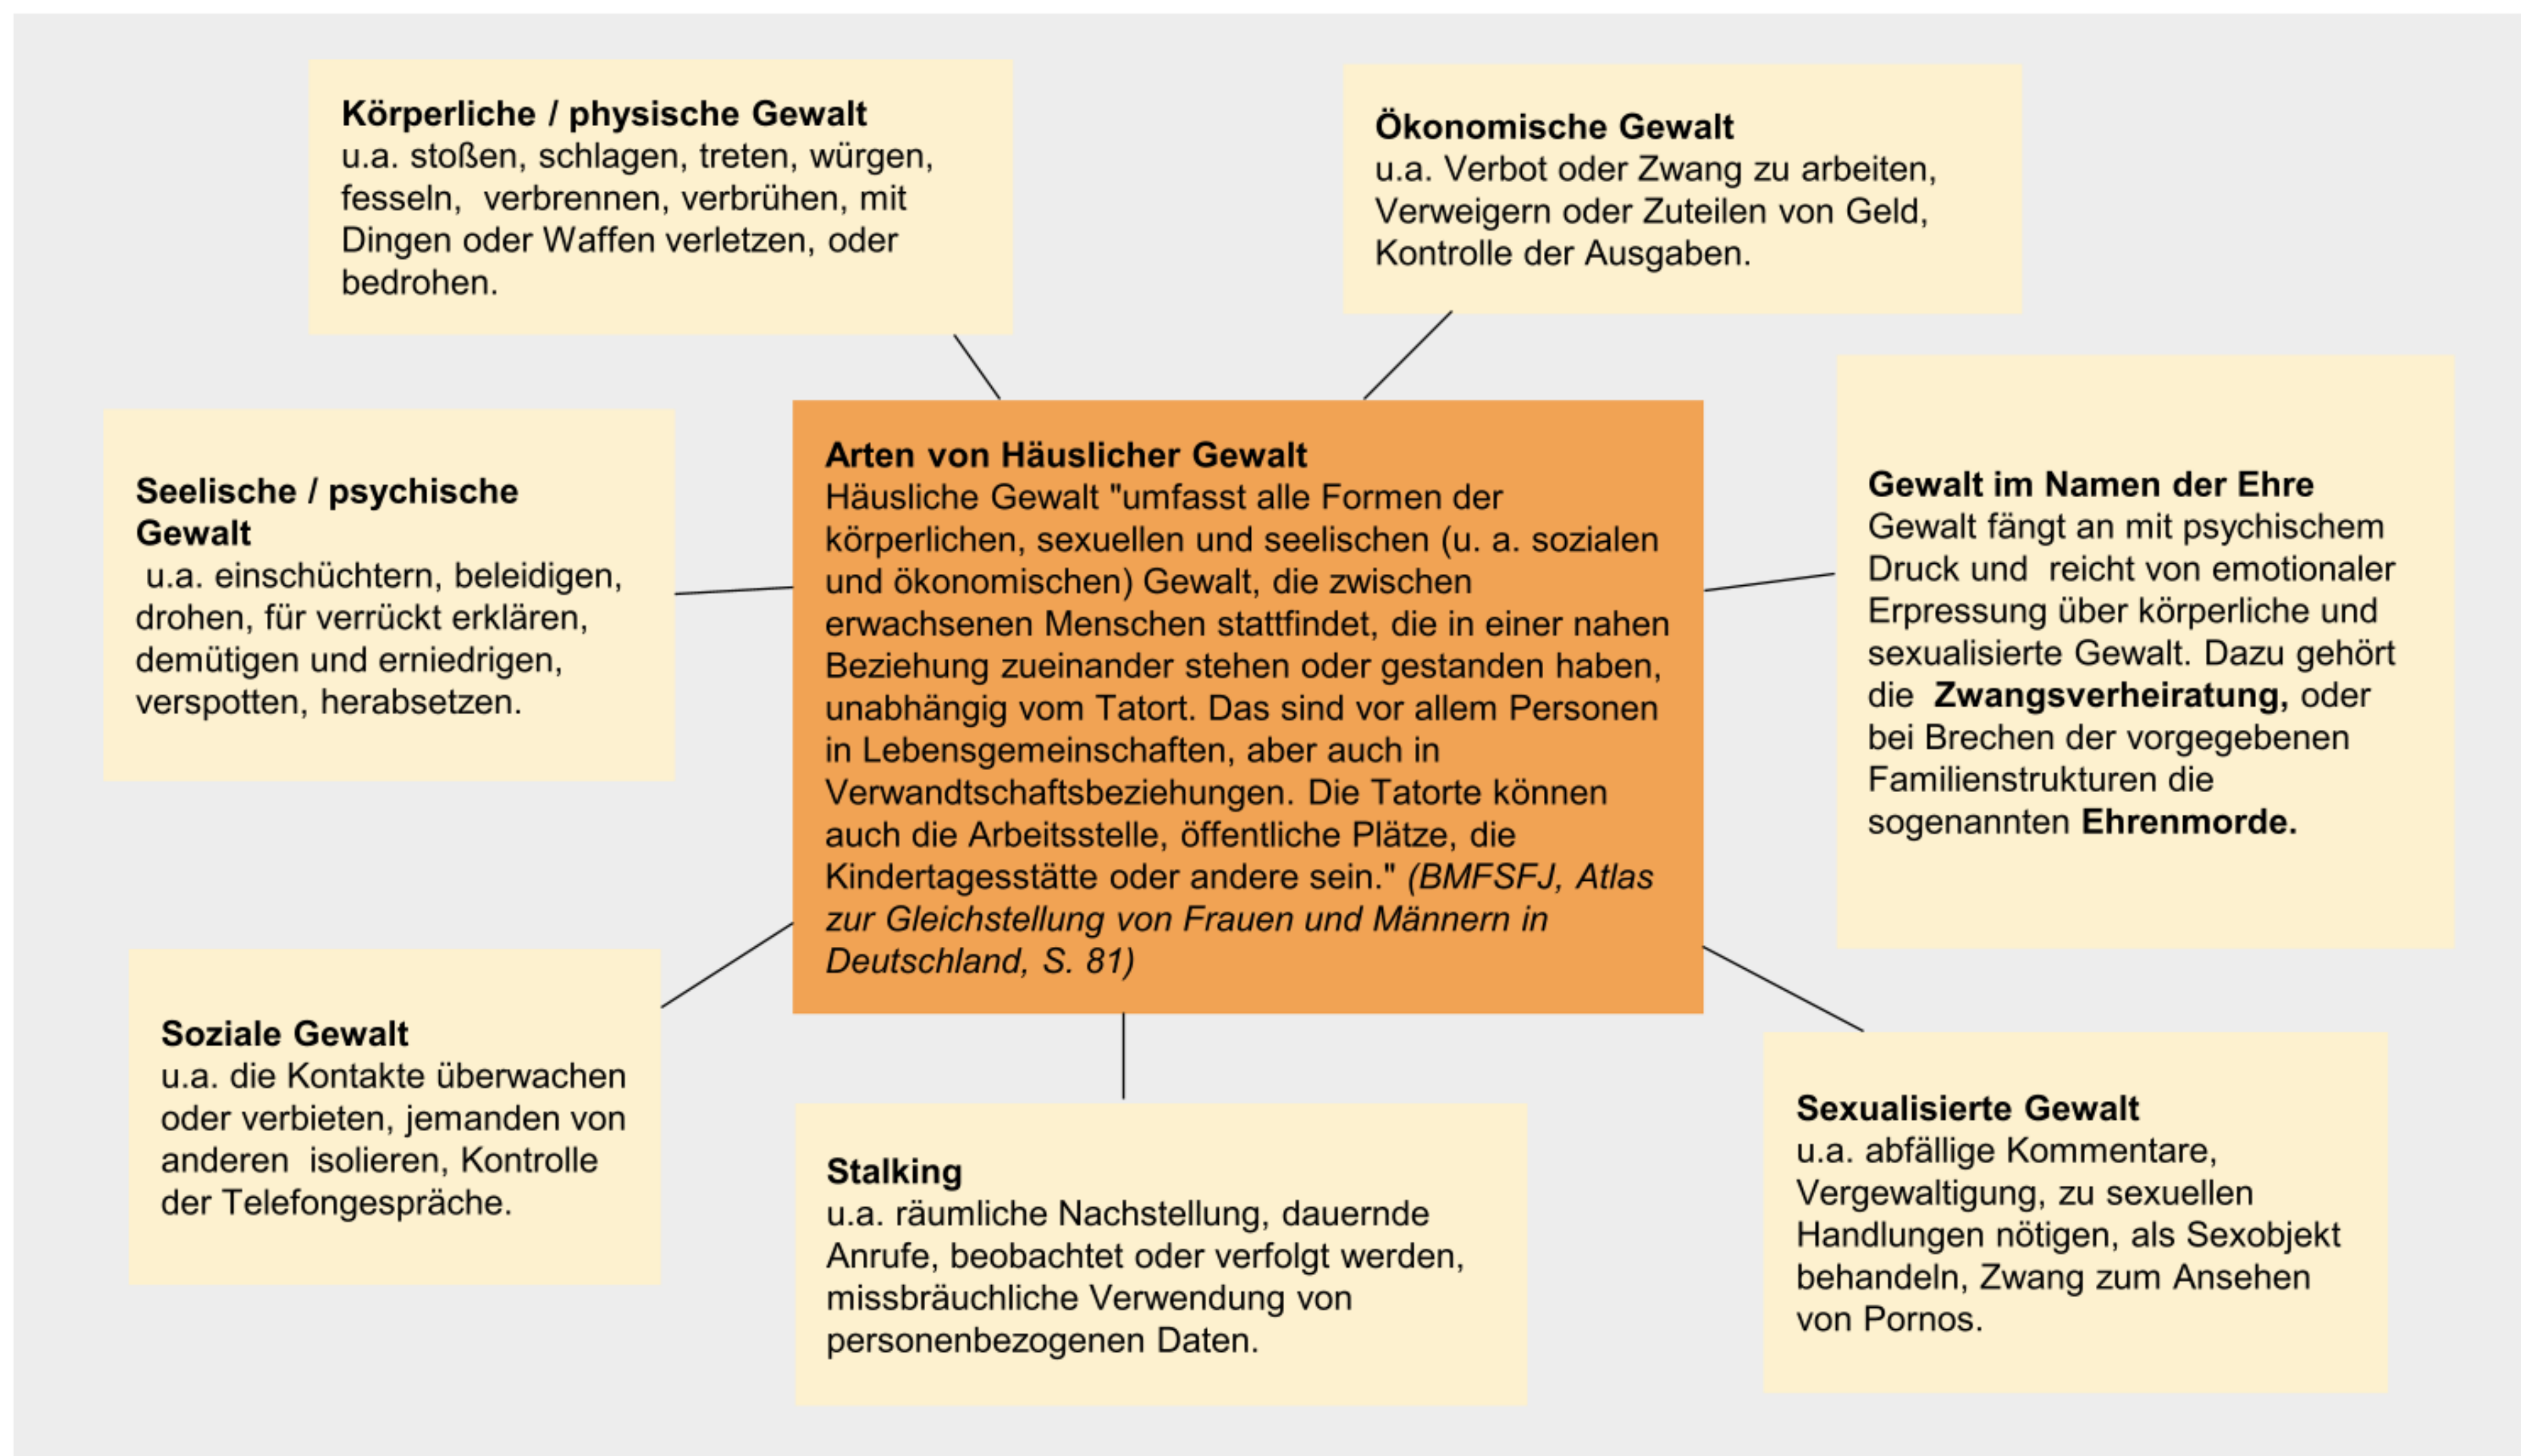 Körperliche / physische Gewalt
u.a. stoßen, schlagen, treten, würgen,
fesseln,  verbrennen, verbrühen, mit
Dingen oder Waffen verletzen, oder
bedrohen.
Ökonomische Gewalt
u.a. Verbot oder Zwang zu arbeiten,
Verweigern oder Zuteilen von Geld,
Kontrolle der Ausgaben.
Seelische / psychische
Gewalt
u.a. einschüchtern, beleidigen,
drohen, für verrückt erklären,
demütigen und erniedrigen,
verspotten, herabsetzen.
Arten von Häuslicher Gewalt
Häusliche Gewalt "umfasst alle Formen der
körperlichen, sexuellen und seelischen (u. a. sozialen
und ökonomischen) Gewalt, die zwischen
erwachsenen Menschen stattfindet, die in einer nahen
Beziehung zueinander stehen oder gestanden haben,
unabhängig vom Tatort. Das sind vor allem Personen
in Lebensgemeinschaften, aber auch in
Verwandtschaftsbeziehungen. Die Tatorte können
auch die Arbeitsstelle, öffentliche Plätze, die
Kindertagesstätte oder andere sein." (BMFSFJ, Atlas
zur Gleichstellung von Frauen und Männern in
Deutschland, S. 81)
Gewalt im Namen der Ehre
Gewalt fängt an mit psychischem
Druck und  reicht von emotionaler
Erpressung über körperliche und
sexualisierte Gewalt. Dazu gehört
die  Zwangsverheiratung, oder
bei Brechen der vorgegebenen
Familienstrukturen die
sogenannten Ehrenmorde.
Soziale Gewalt
u.a. die Kontakte überwachen
oder verbieten, jemanden von
anderen  isolieren, Kontrolle
der Telefongespräche.
Stalking
u.a. räumliche Nachstellung, dauernde
Anrufe, beobachtet oder verfolgt werden,
missbräuchliche Verwendung von
personenbezogenen Daten.
Sexualisierte Gewalt
u.a. abfällige Kommentare,
Vergewaltigung, zu sexuellen
Handlungen nötigen, als Sexobjekt
behandeln, Zwang zum Ansehen
von Pornos.